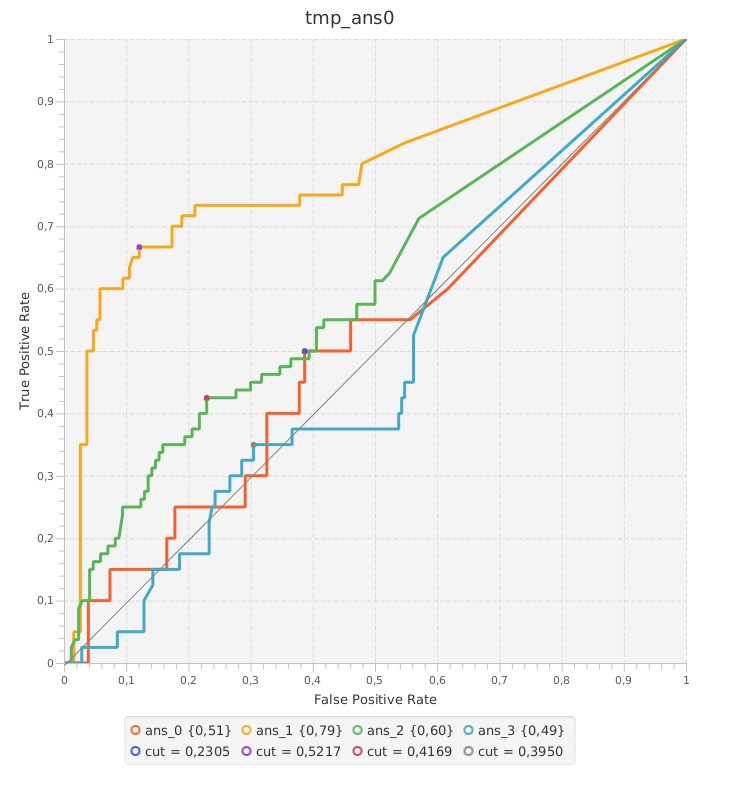 tmp_ans0
1
0,9
0,8
0,7
0,6
0,5
0,4
0,3
0,2
0,1
0
True Positive Rate
0 0,1 0,2 0,3 0,4 0,5 0,6 0,7 0,8 0,9 1
False Positive Rate
ans_0 {0,51} ans_1 {0,79} ans_2 {0,60} ans_3 {0,49}
cut = 0,2305 cut = 0,5217 cut = 0,4169 cut = 0,3950